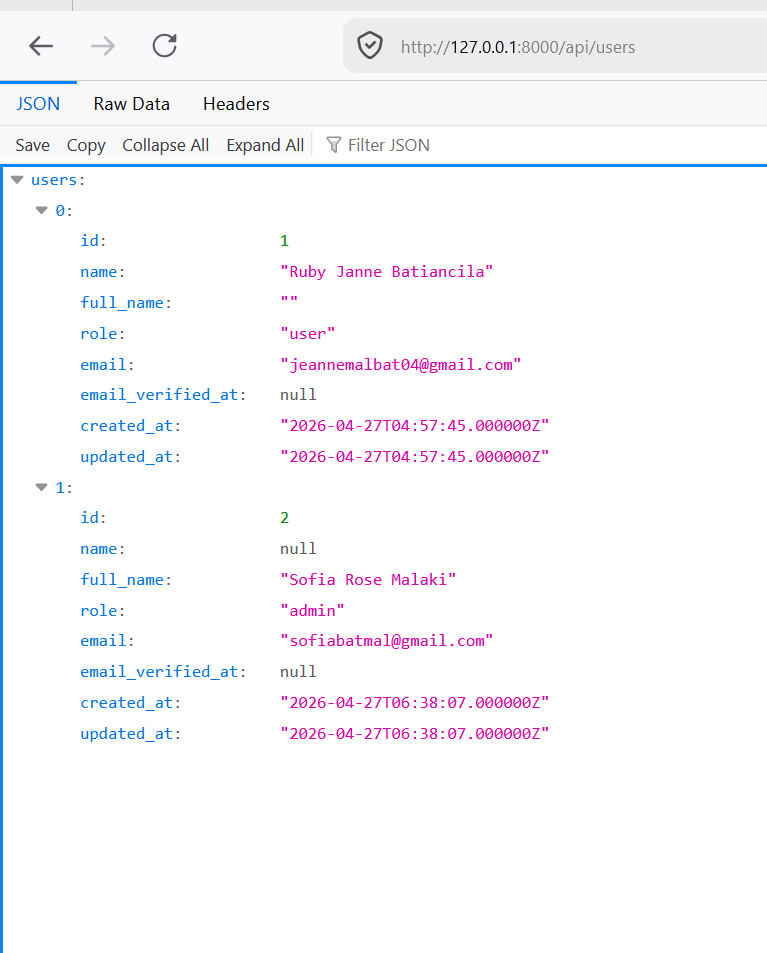 http://127.0.0.1:8000/api/users
JSON Raw Data Headers
Save Copy Collapse All Expand All Filter JSON
users:
0:
id: 1
name: "Ruby Janne Batiancila"
full_name: ""
role: "user"
email: "jeannemalbat04@gmail.com"
email_verified_at: null
created_at: "2026-04-27T04:57:45.000000Z"
updated_at: "2026-04-27T04:57:45.000000Z"
1:
id: 2
name: null
full_name: "Sofia Rose Malaki"
role: "admin"
email: "sofiabatmal@gmail.com"
email_verified_at: null
created_at: "2026-04-27T06:38:07.000000Z"
updated_at: "2026-04-27T06:38:07.000000Z"